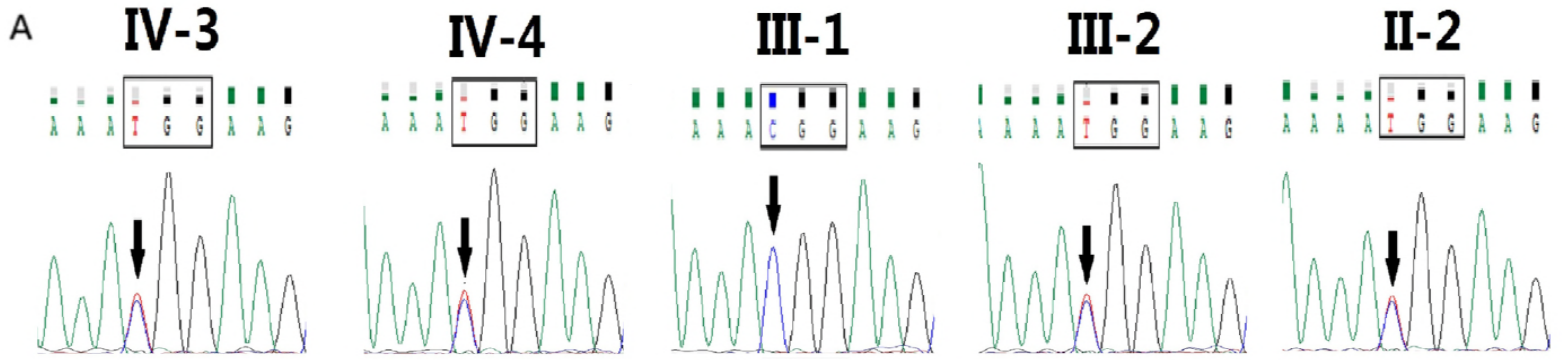 A
IV-3 IV-4 III-1 III-2 II-2
A A A T G G A A G A A A T G G A A G A A A C G G A A G A A A A T G G A A G A A A A T G G A A G